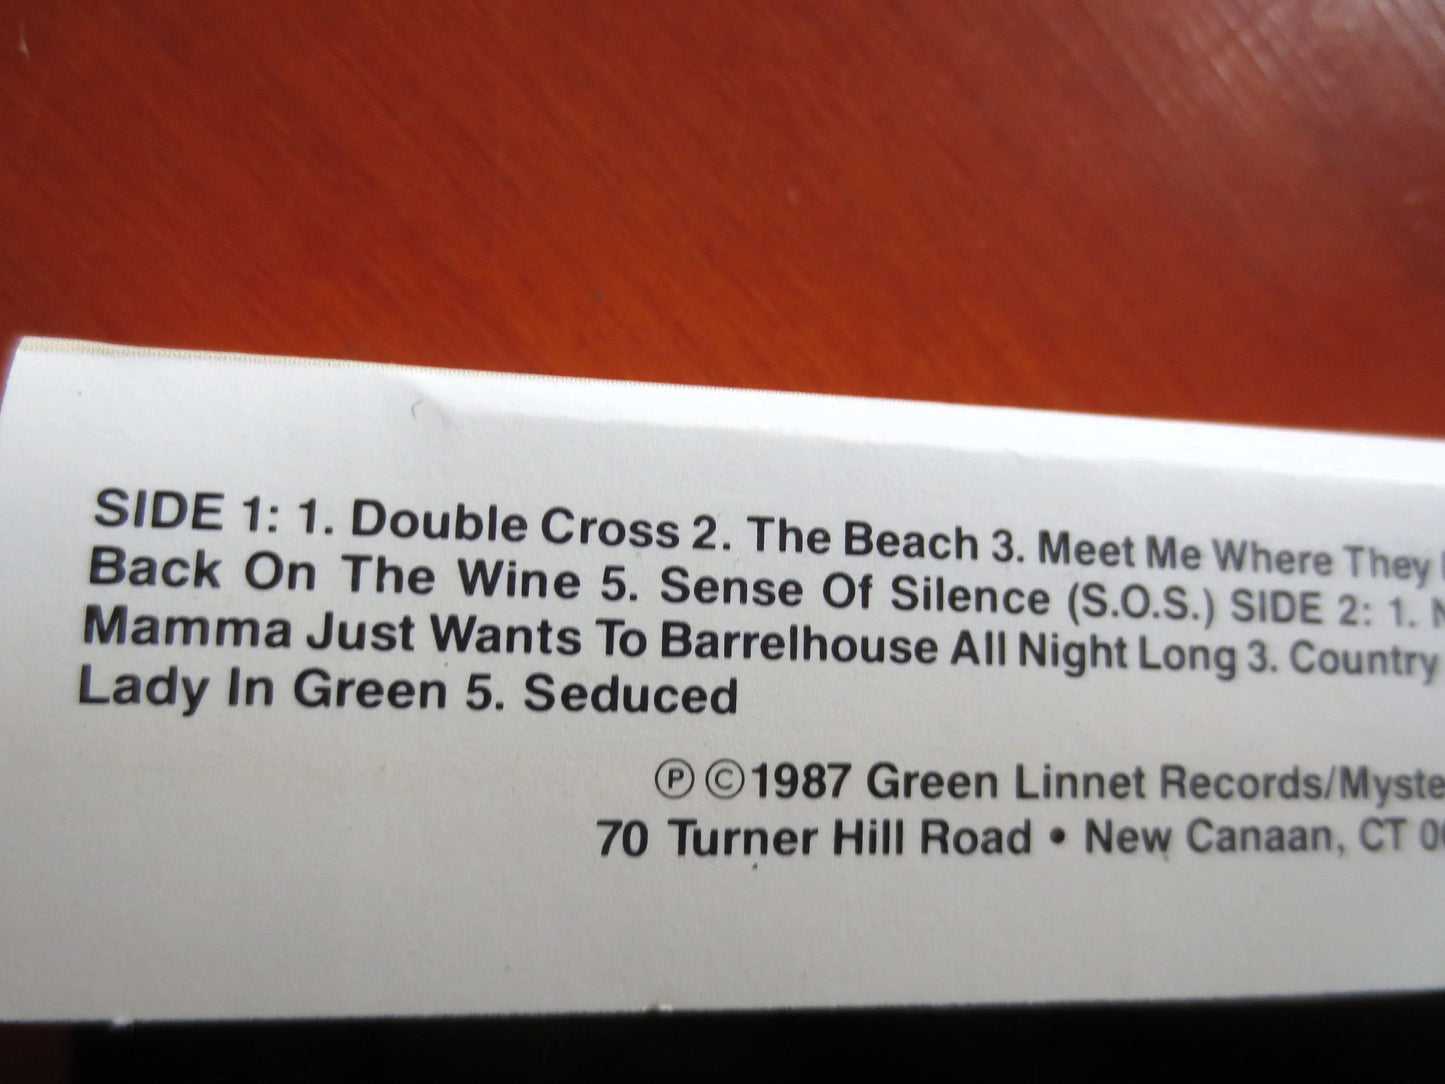 SIDE 1: 1. Double Cross 2. The Beach 3. Meet Me Where They
Back On The Wine 5. Sense Of Silence (S.O.S.) SIDE 2: 1.
Mamma Just Wants To Barrelhouse All Night Long 3. Country
Lady In Green 5. Seduced
Ⓟ©1987 Green Linnet Records/Myste
70 Turner Hill Road • New Canaan, CT